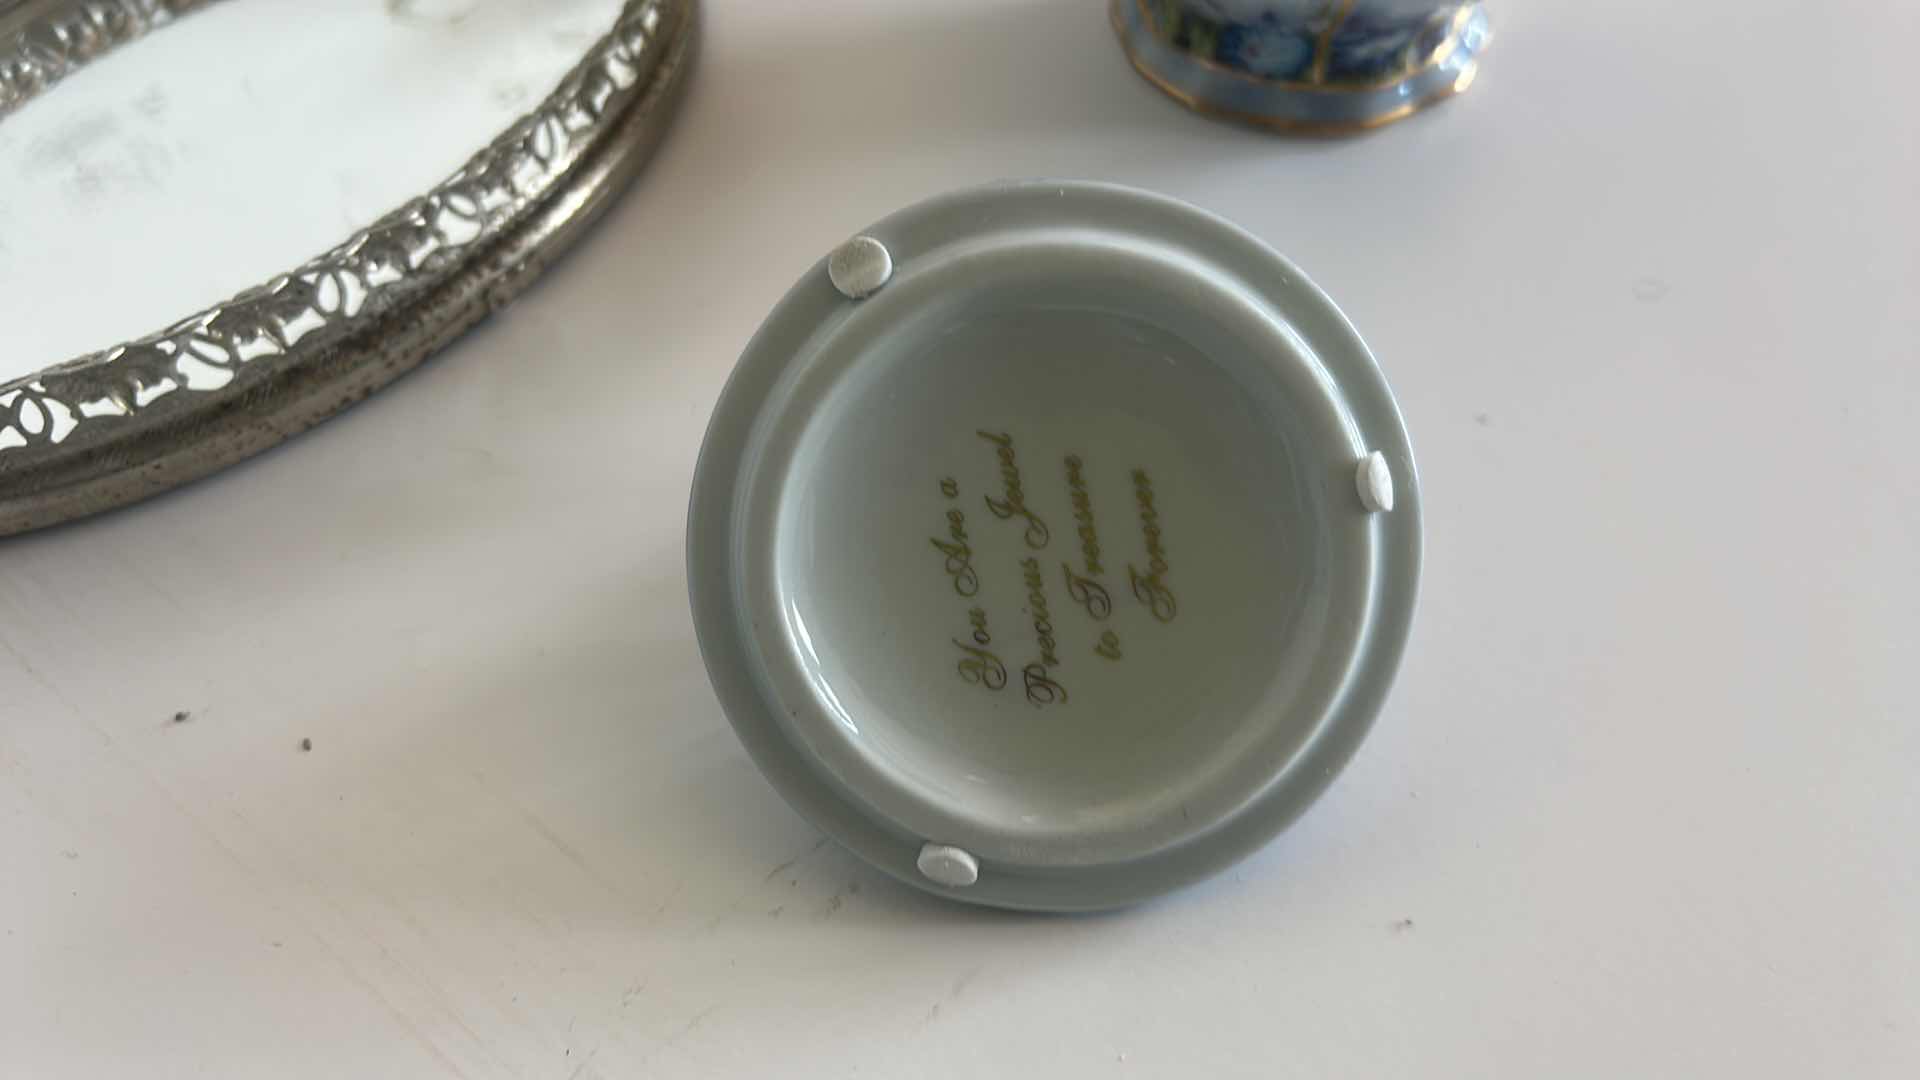 You Are a
Precious Jewel
to Treasure
Forever